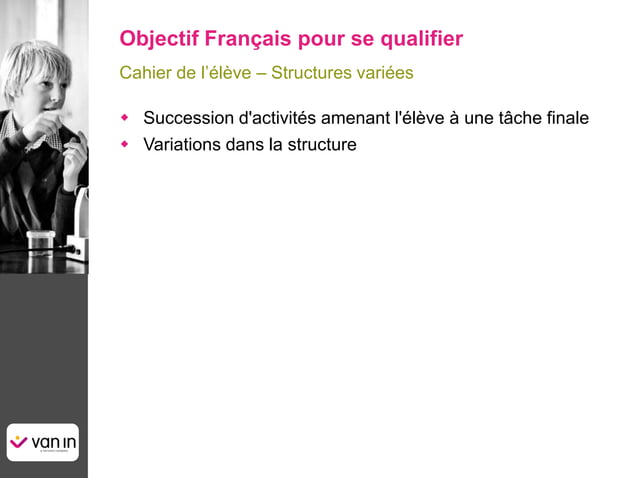 Objectif Français pour se qualifier
Cahier de l’élève – Structures variées
Succession d'activités amenant l'élève à une tâche finale
Variations dans la structure
van in